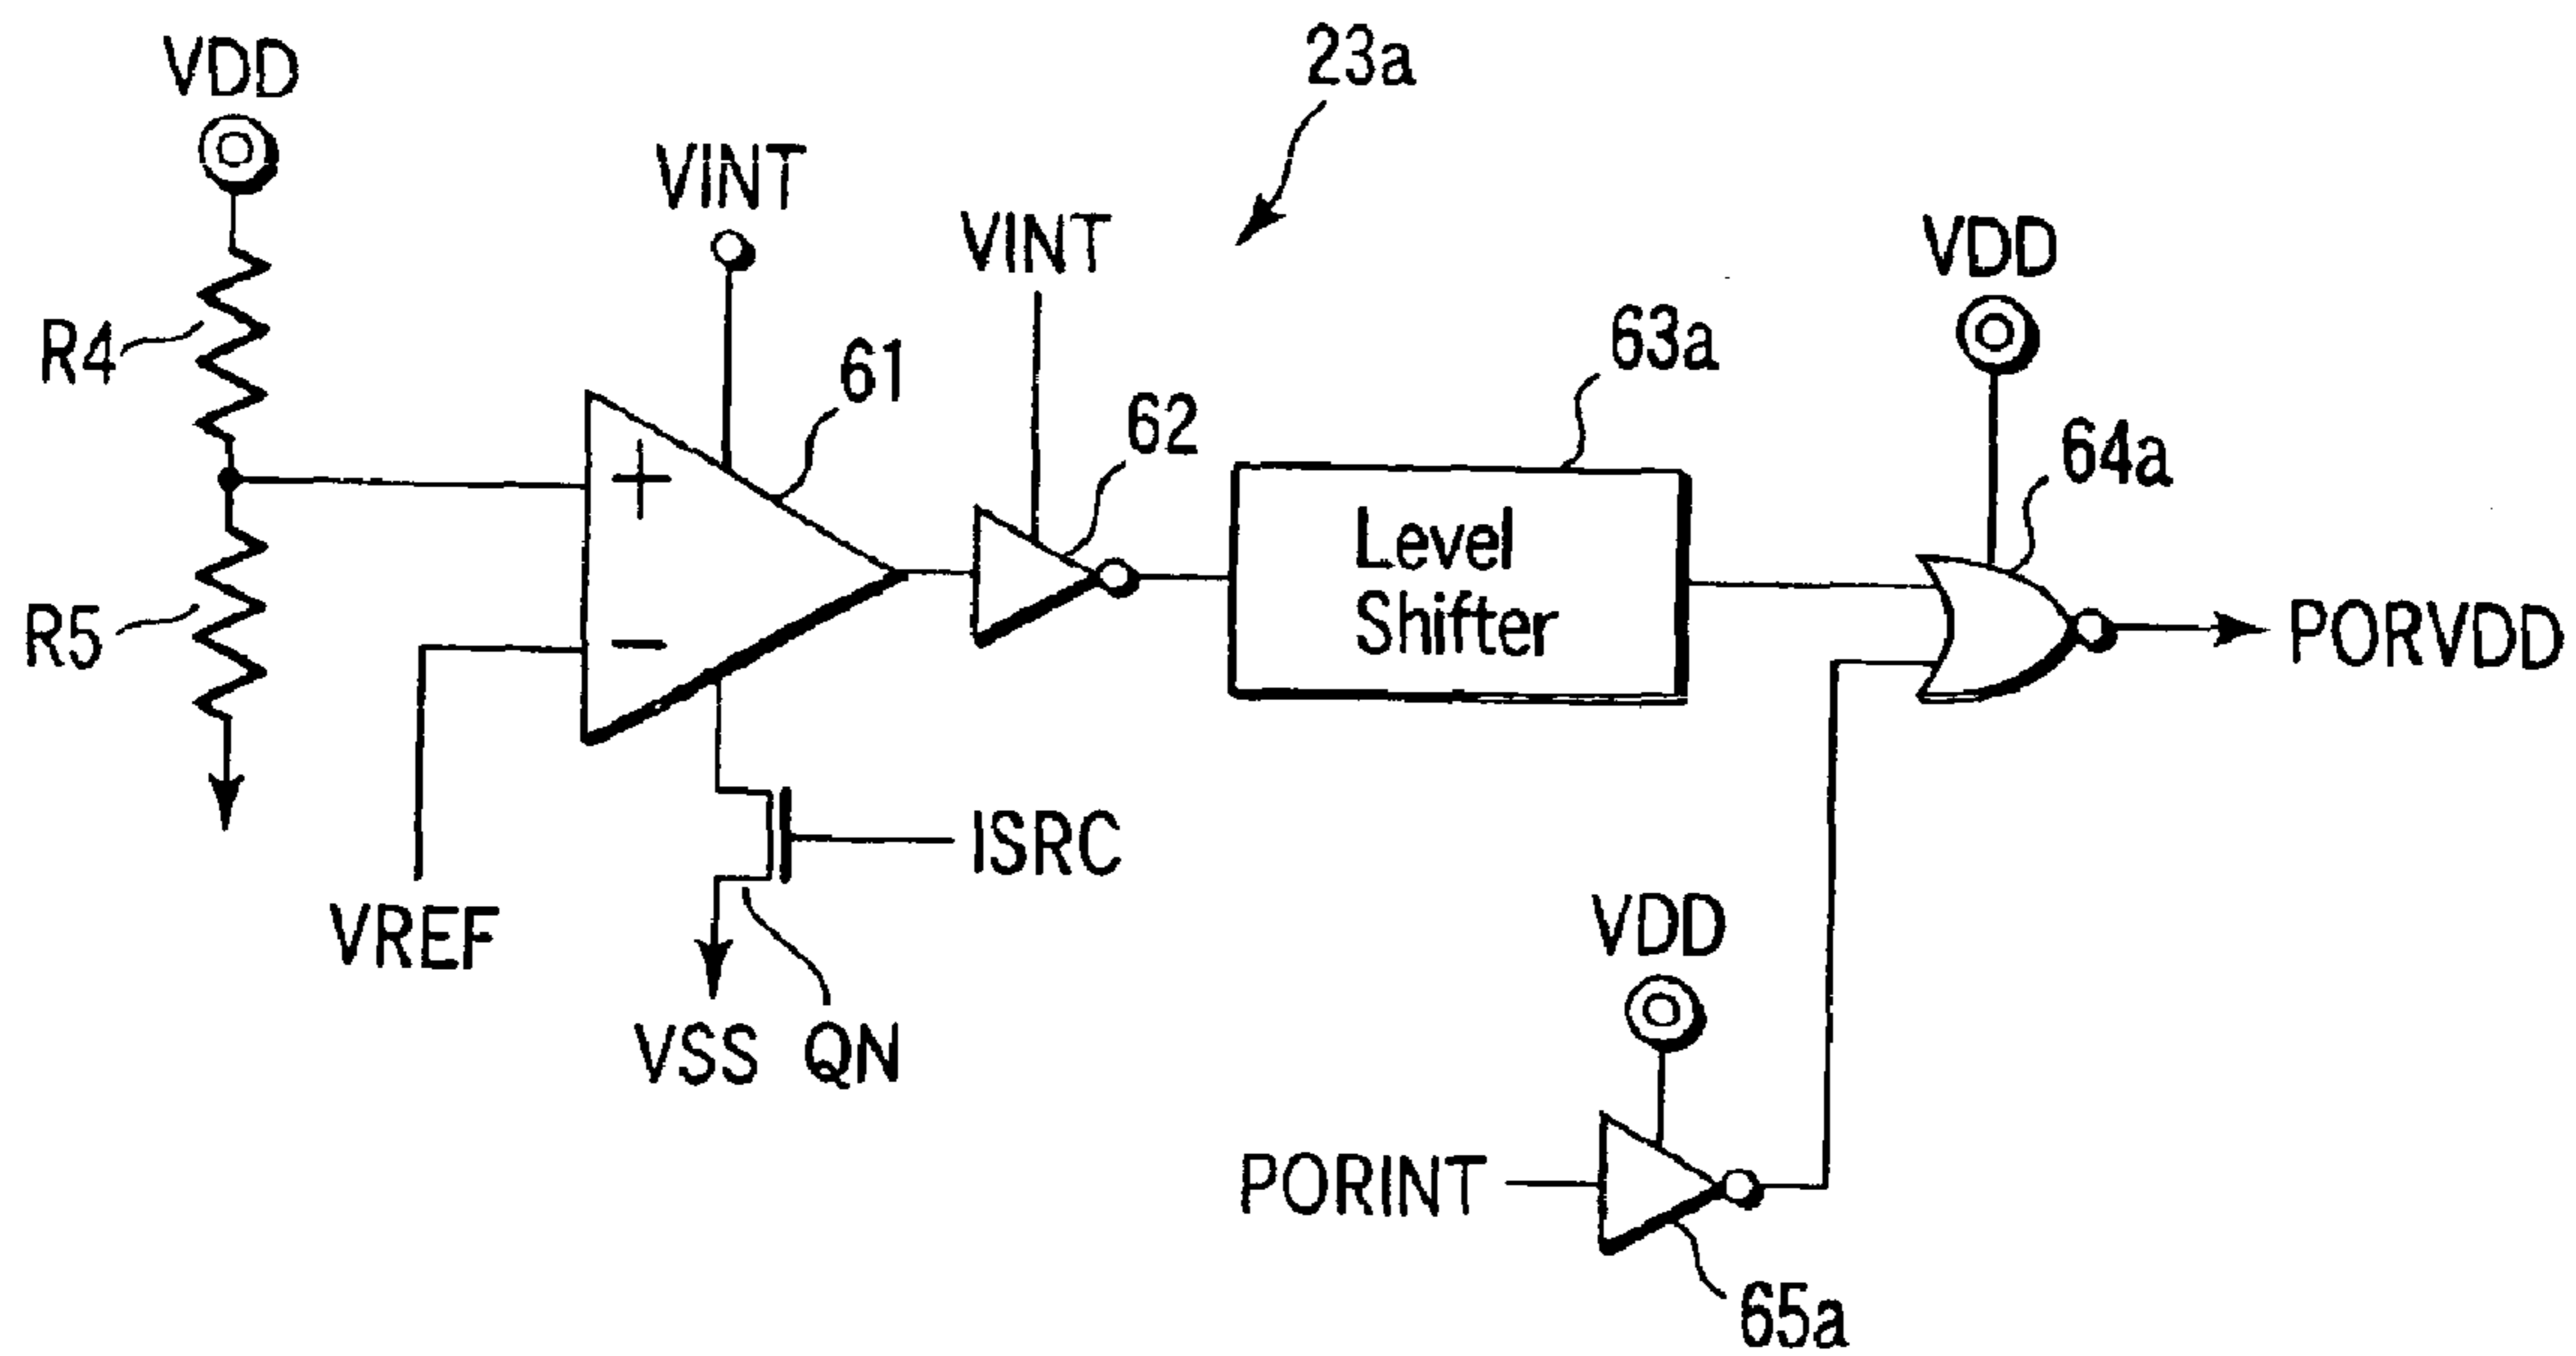 23a
VDD
VINT
VINT
VDD
R4
61
62
63a
64a
+
Level
Shifter
R5
−
PORVDD
ISRC
VREF
VDD
VSS
QN
PORINT
65a